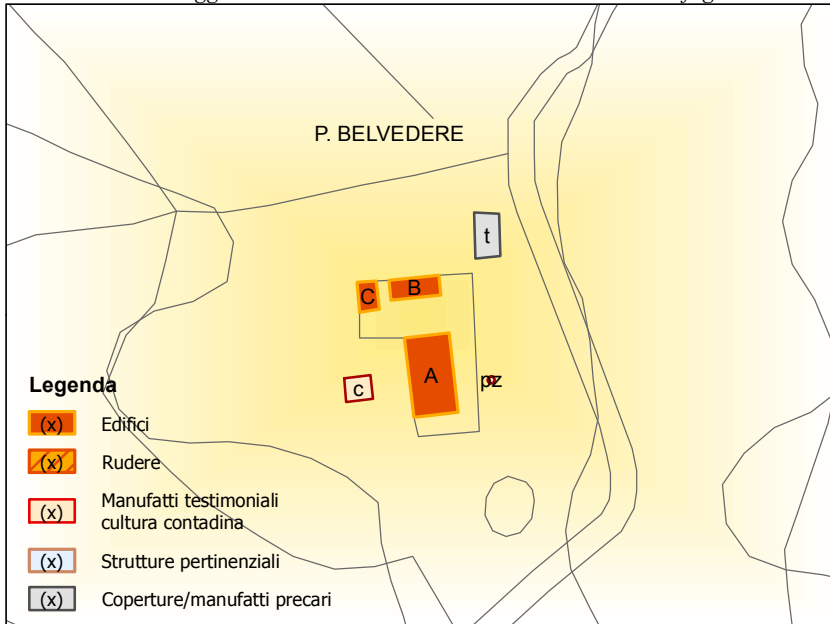 P. BELVEDERE
t
C
B
A
pz
c
Legenda
(x) Edifici
(x) Rudere
(x) Manufatti testimoniali
cultura contadina
(x) Strutture pertinenziali
(x) Coperture/manufatti precari